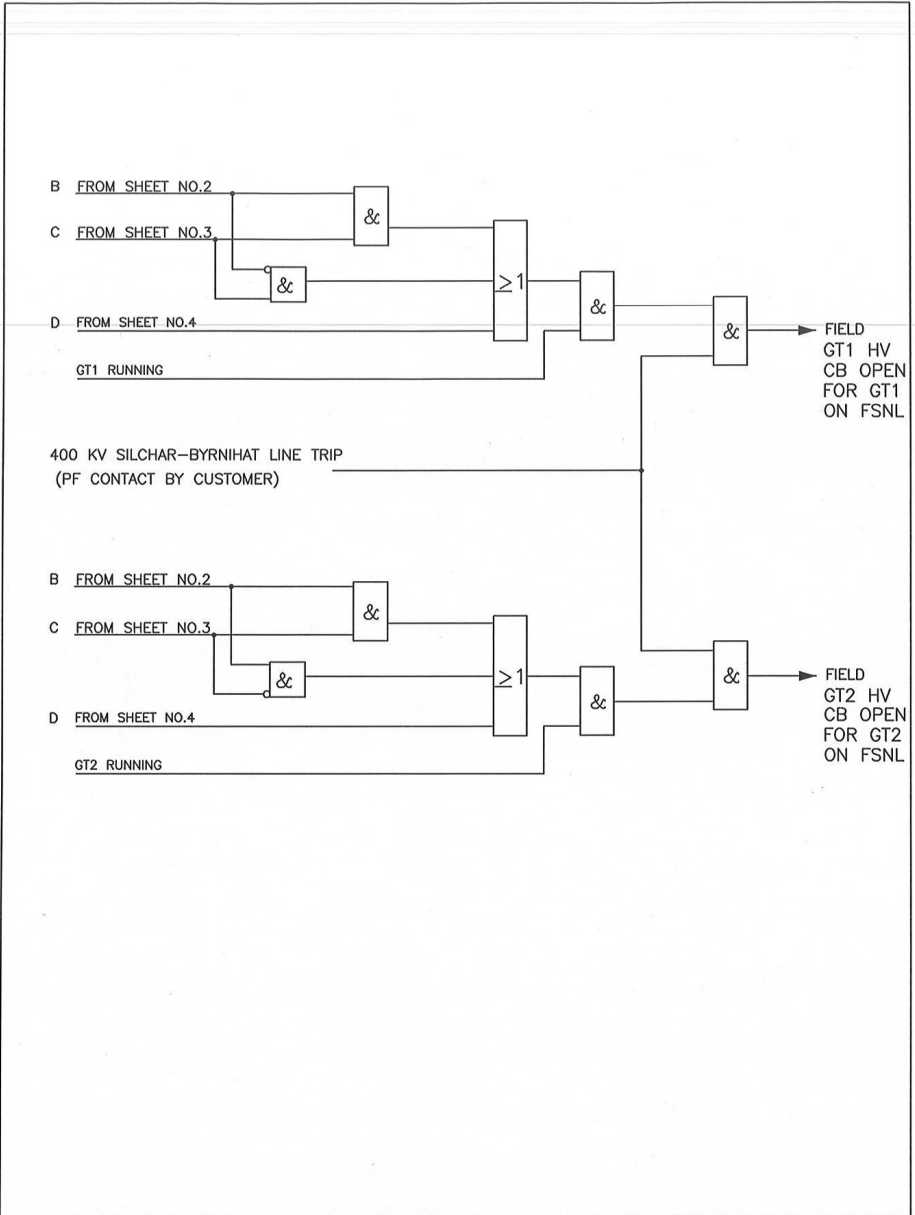 B FROM SHEET NO.2
&
C FROM SHEET NO.3
&
≥1
&
D FROM SHEET NO.4
&
FIELD
GT1 HV
CB OPEN
FOR GT1
ON FSNL
GT1 RUNNING
400 KV SILCHAR-BYRNIHAT LINE TRIP
(PF CONTACT BY CUSTOMER)
B FROM SHEET NO.2
&
C FROM SHEET NO.3
&
≥1
&
D FROM SHEET NO.4
&
FIELD
GT2 HV
CB OPEN
FOR GT2
ON FSNL
GT2 RUNNING